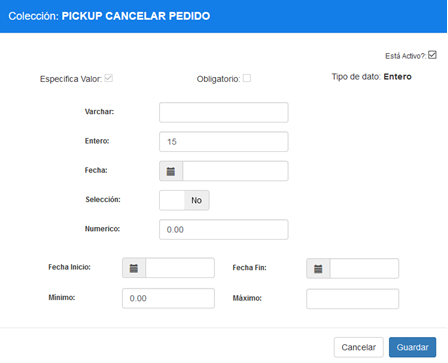 Colección: PICKUP CANCELAR PEDIDO
Está Activo?:
Especifica Valor: Obligatorio: Tipo de dato: Entero
Varchar:
Entero: 15
Fecha:
Selección: No
Numerico: 0.00
Fecha Inicio: Fecha Fin:
Mínimo: 0.00 Máximo:
Cancelar Guardar